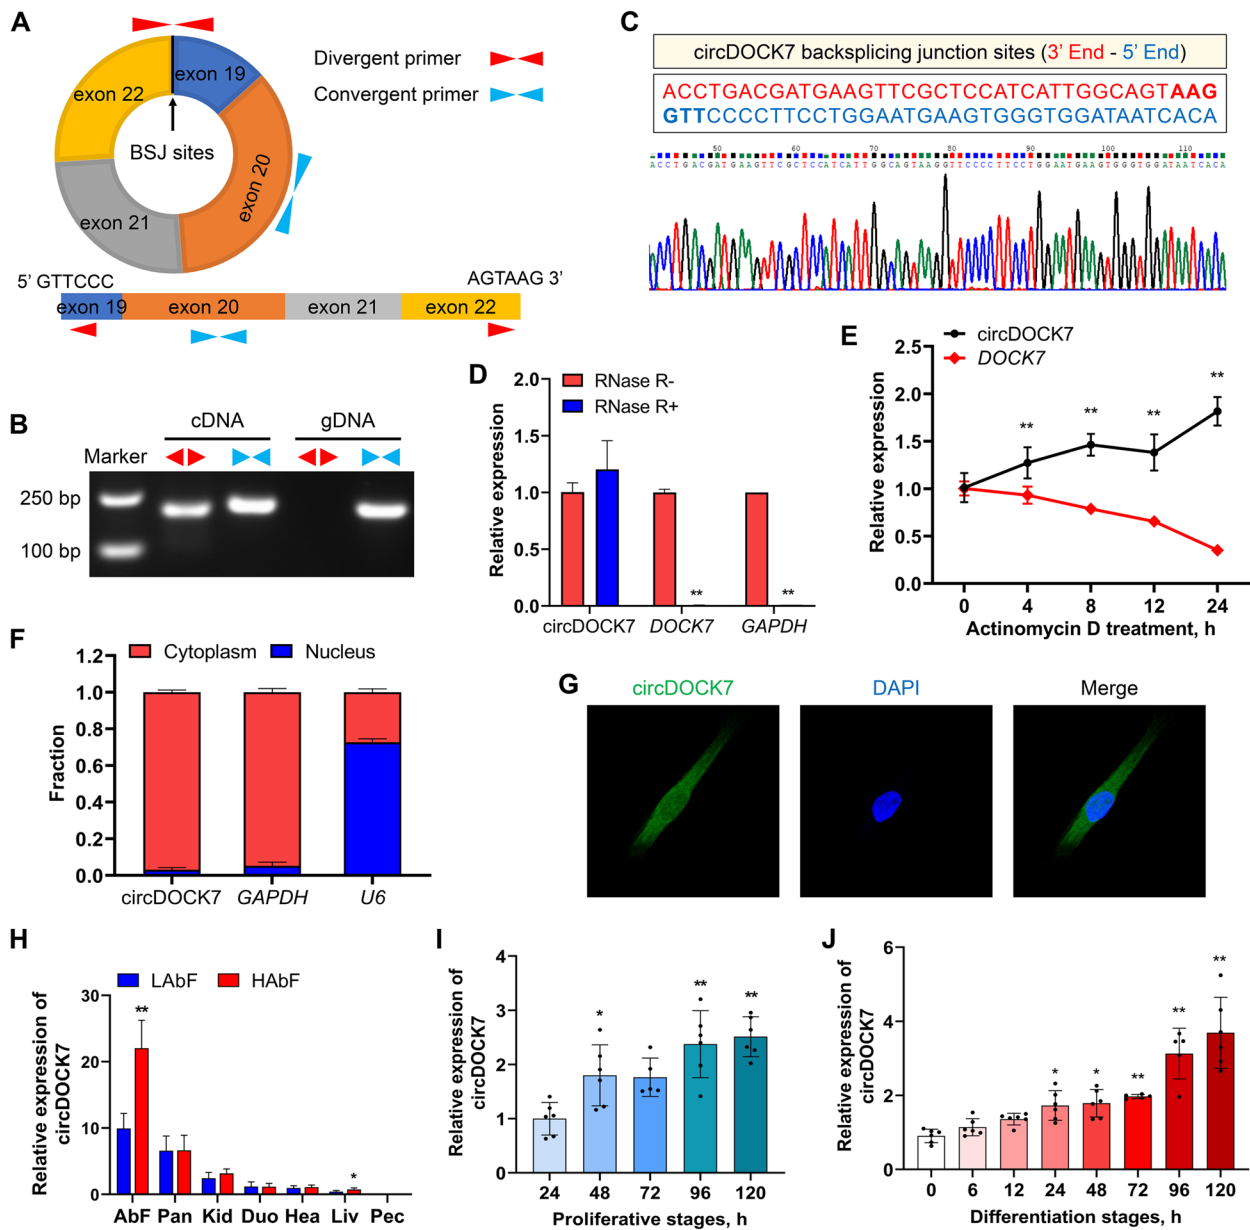 A
exon 19
exon 22
BSJ sites
exon 20
exon 21
Divergent primer
Convergent primer
5’ GTTCCC
AGTAAG 3’
exon 19 exon 20 exon 21 exon 22
B
cDNA gDNA
Marker
250 bp
100 bp
C
circDOCK7 backsplicing junction sites (3’ End - 5’ End)
ACCTGACGATGAAGTTCGCTCCATCATTGGCAGTAAG
GTTCCCCTTCCTGGAATGAAGTGGGTGGATAATCACA
50 60 70 80 90 100 110
ACCTGACGATGAAGTTCGCTCCATCATTGGCAGTAAGGTTCCCCTTCCTGGAATGAAGTGGGTGGATAATCACA
D
RNase R-
RNase R+
Relative expression
2.0
1.5
1.0
0.5
0.0
** **
circDOCK7 DOCK7 GAPDH
E
circDOCK7
DOCK7
Relative expression
2.5
2.0
1.5
1.0
0.5
0.0
** ** ** **
0 4 8 12 24
Actinomycin D treatment, h
F
Cytoplasm Nucleus
Fraction
1.2
1.0
0.8
0.6
0.4
0.2
0.0
circDOCK7 GAPDH U6
G
circDOCK7 DAPI Merge
H
LAbF HAbF
Relative expression of
circDOCK7
30
20
10
0
** *
AbF Pan Kid Duo Hea Liv Pec
I
Relative expression of
circDOCK7
4
3
2
1
0
* ** **
24 48 72 96 120
Proliferative stages, h
J
Relative expression of
circDOCK7
6
4
2
0
* * ** ** **
0 6 12 24 48 72 96 120
Differentiation stages, h